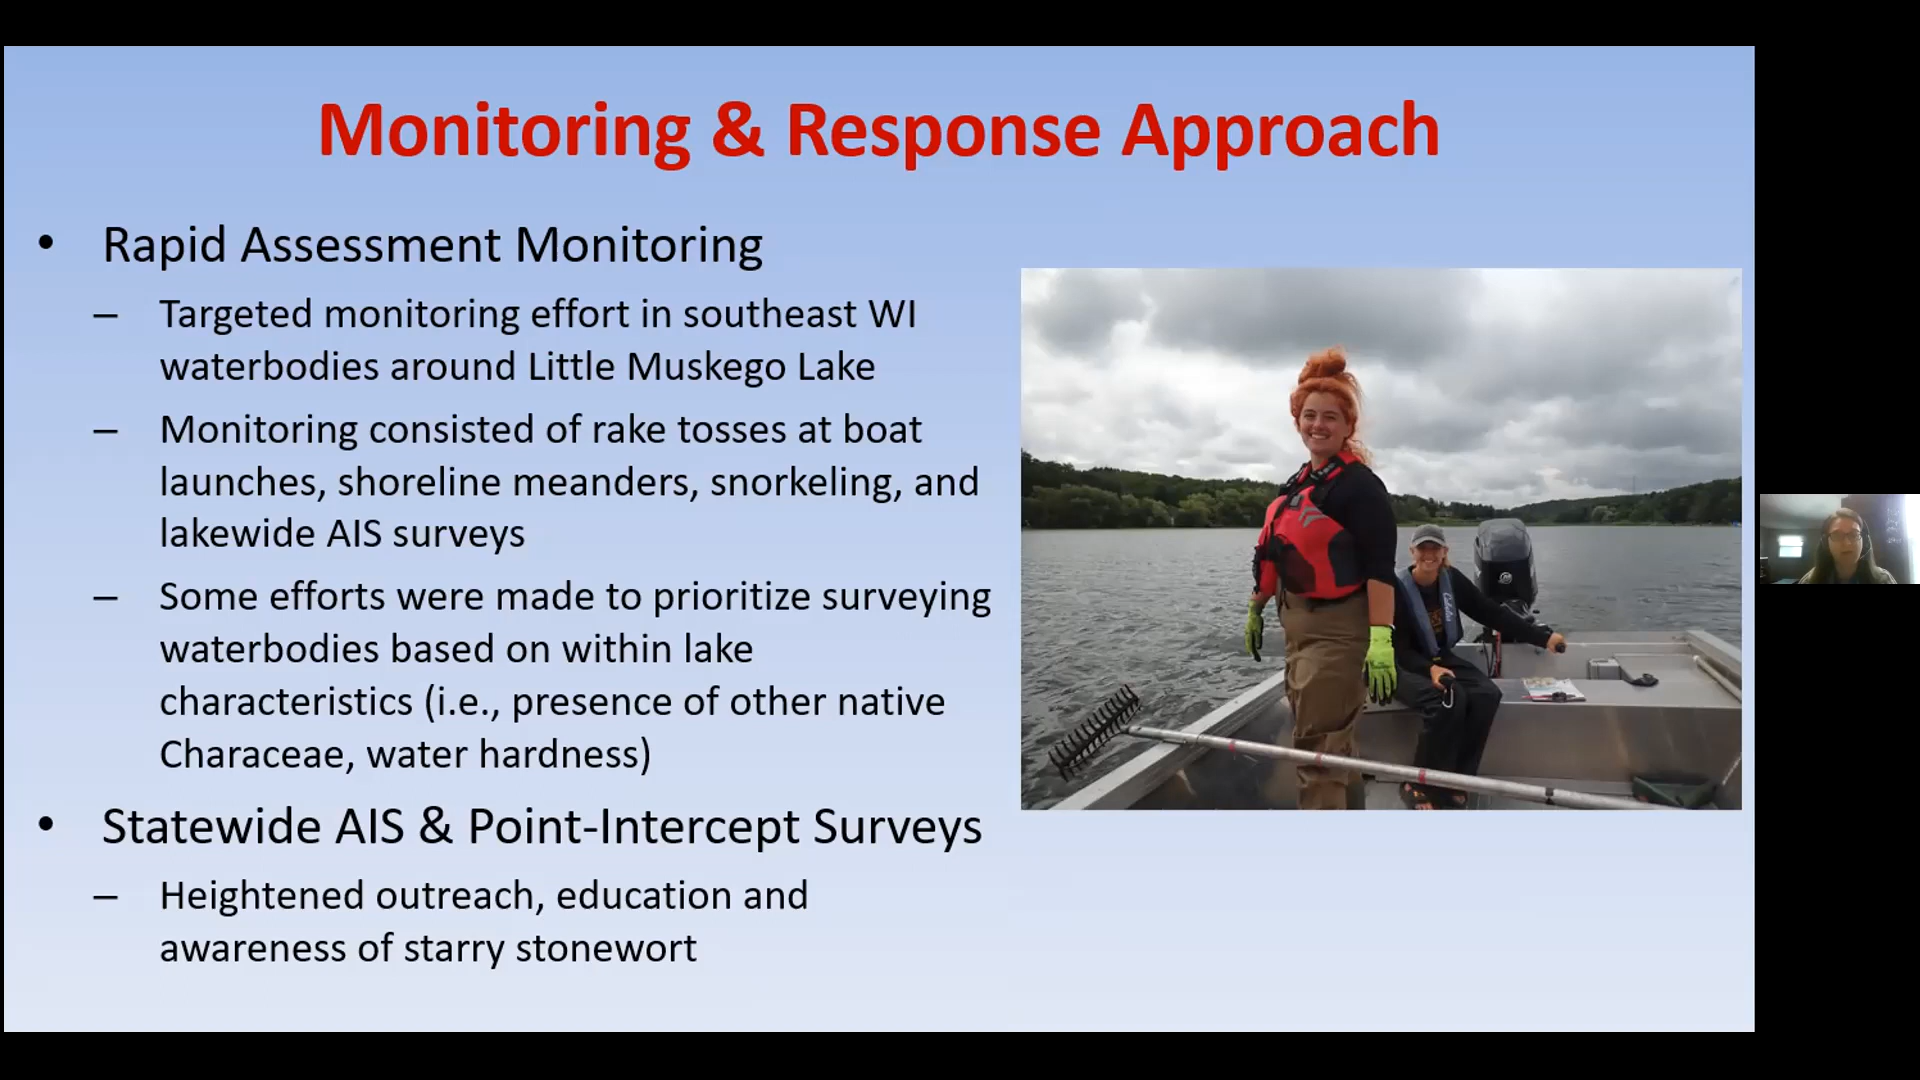 Monitoring & Response Approach
• Rapid Assessment Monitoring
– Targeted monitoring effort in southeast WI
waterbodies around Little Muskego Lake
– Monitoring consisted of rake tosses at boat
launches, shoreline meanders, snorkeling, and
lakewide AIS surveys
– Some efforts were made to prioritize surveying
waterbodies based on within lake
characteristics (i.e., presence of other native
Characeae, water hardness)
• Statewide AIS & Point-Intercept Surveys
– Heightened outreach, education and
awareness of starry stonewort